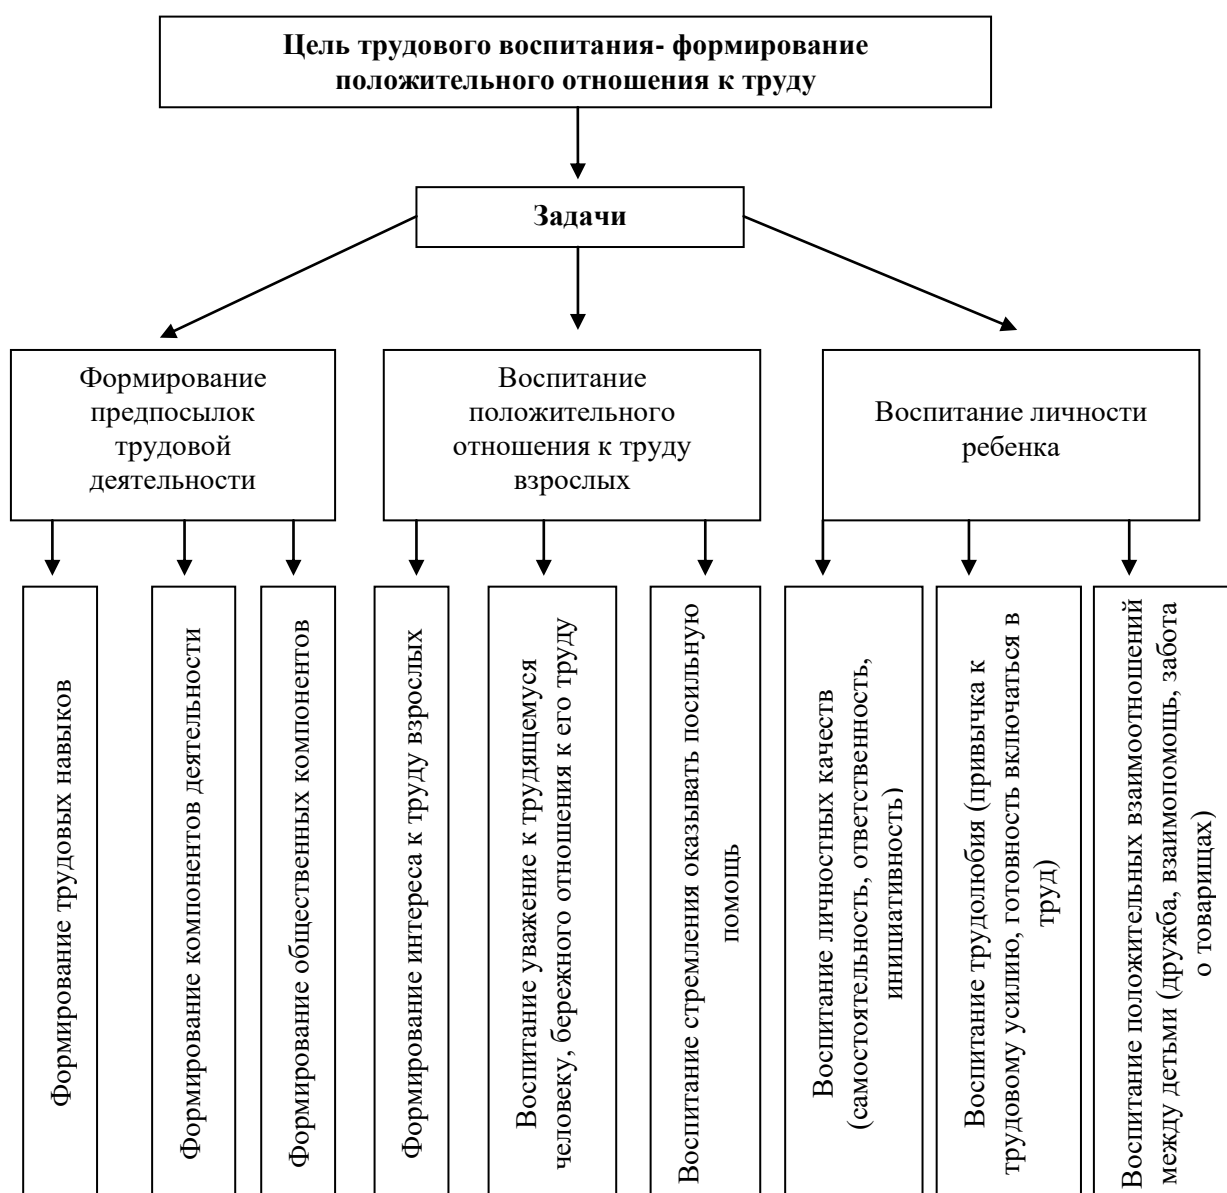 Цель трудового воспитания- формирование
положительного отношения к труду
Задачи
Формирование
предпосылок
трудовой
деятельности
Воспитание
положительного
отношения к труду
взрослых
Воспитание личности
ребенка
Формирование трудовых навыков
Формирование компонентов деятельности
Формирование общественных компонентов
Формирование интереса к труду взрослых
Воспитание уважение к трудящемуся
человеку, бережного отношения к его труду
Воспитание стремления оказывать посильную
помощь
Воспитание личностных качеств
(самостоятельность, ответственность,
инициативность)
Воспитание трудолюбия (привычка к
трудовому усилию, готовность включаться в
труд)
Воспитание положительных взаимоотношений
между детьми (дружба, взаимопомощь, забота
о товарищах)